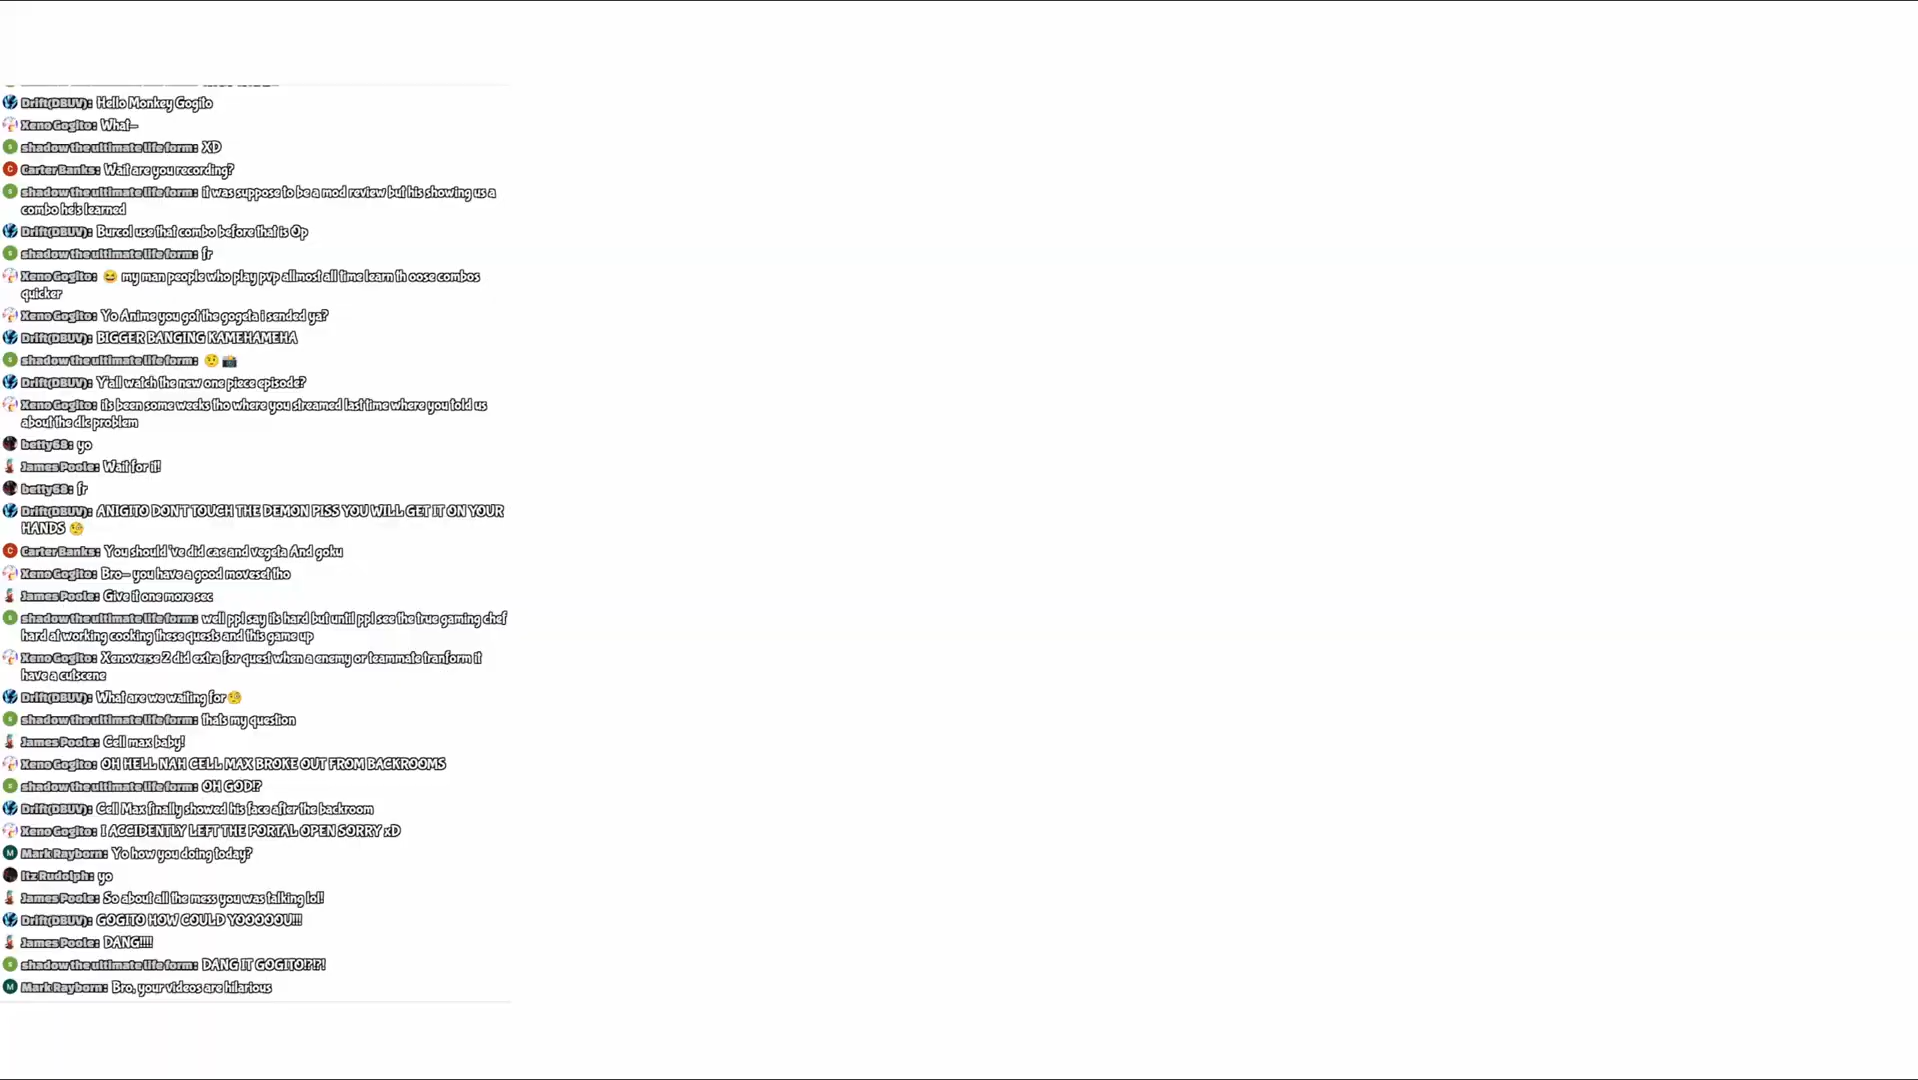 Drift(DBUV): Hello Monkey Gogito
Xeno Gogito: What--
shadow the ultimate life form: XD
Carter Banks: Wait are you recording?
shadow the ultimate life form: it was suppose to be a mod review but his showing us a
combo he's learned
Drift(DBUV): Burcol use that combo before that is Op
shadow the ultimate life form: fr
Xeno Gogito: 😆 my man people who play pvp allmost all time learn th oose combos
quicker
Xeno Gogito: Yo Anime you got the gogeta i sended ya?
Drift(DBUV): BIGGER BANGING KAMEHAMEHA
shadow the ultimate life form: 🤨 📸
Drift(DBUV): Y'all watch the new one piece episode?
Xeno Gogito: its been some weeks tho where you streamed last time where you told us
about the dlc problem
betty68: yo
James Poole: Wait for it!
betty68: fr
Drift(DBUV): ANIGITO DON'T TOUCH THE DEMON PISS YOU WILL GET IT ON YOUR
HANDS 🧐
Carter Banks: You should 've did cac and vegeta And goku
Xeno Gogito: Bro-- you have a good moveset tho
James Poole: Give it one more sec
shadow the ultimate life form: well ppl say its hard but until ppl see the true gaming chef
hard at working cooking these quests and this game up
Xeno Gogito: Xenoverse 2 did extra for quest when a enemy or teammate tranform it
have a cutscene
Drift(DBUV): What are we waiting for🧐
shadow the ultimate life form: thats my question
James Poole: Cell max baby!
Xeno Gogito: OH HELL NAH CELL MAX BROKE OUT FROM BACKROOMS
shadow the ultimate life form: OH GOD!?
Drift(DBUV): Cell Max finally showed his face after the backroom
Xeno Gogito: I ACCIDENTLY LEFT THE PORTAL OPEN SORRY xD
Mark Rayborn: Yo how you doing today?
Itz Rudolph: yo
James Poole: So about all the mess you was talking lol!
Drift(DBUV): GOGITO HOW COULD YOOOOOU!!!
James Poole: DANG!!!!
shadow the ultimate life form: DANG IT GOGITO!?!?!
Mark Rayborn: Bro, your videos are hilarious